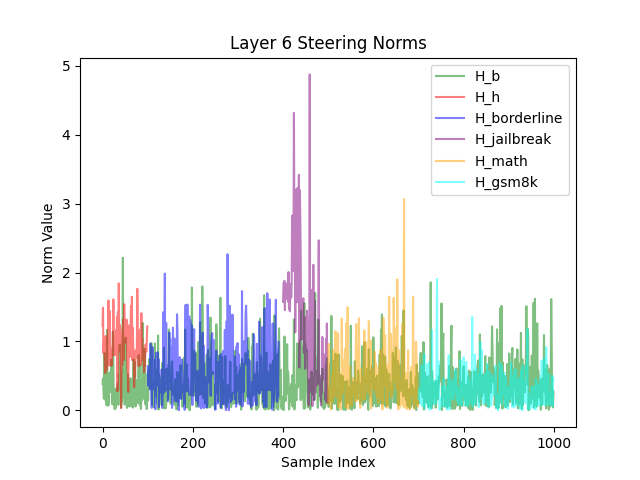 Layer 6 Steering Norms
H_b
H_h
H_borderline
H_jailbreak
H_math
H_gsm8k
Norm Value
5
4
3
2
1
0
0 200 400 600 800 1000
Sample Index